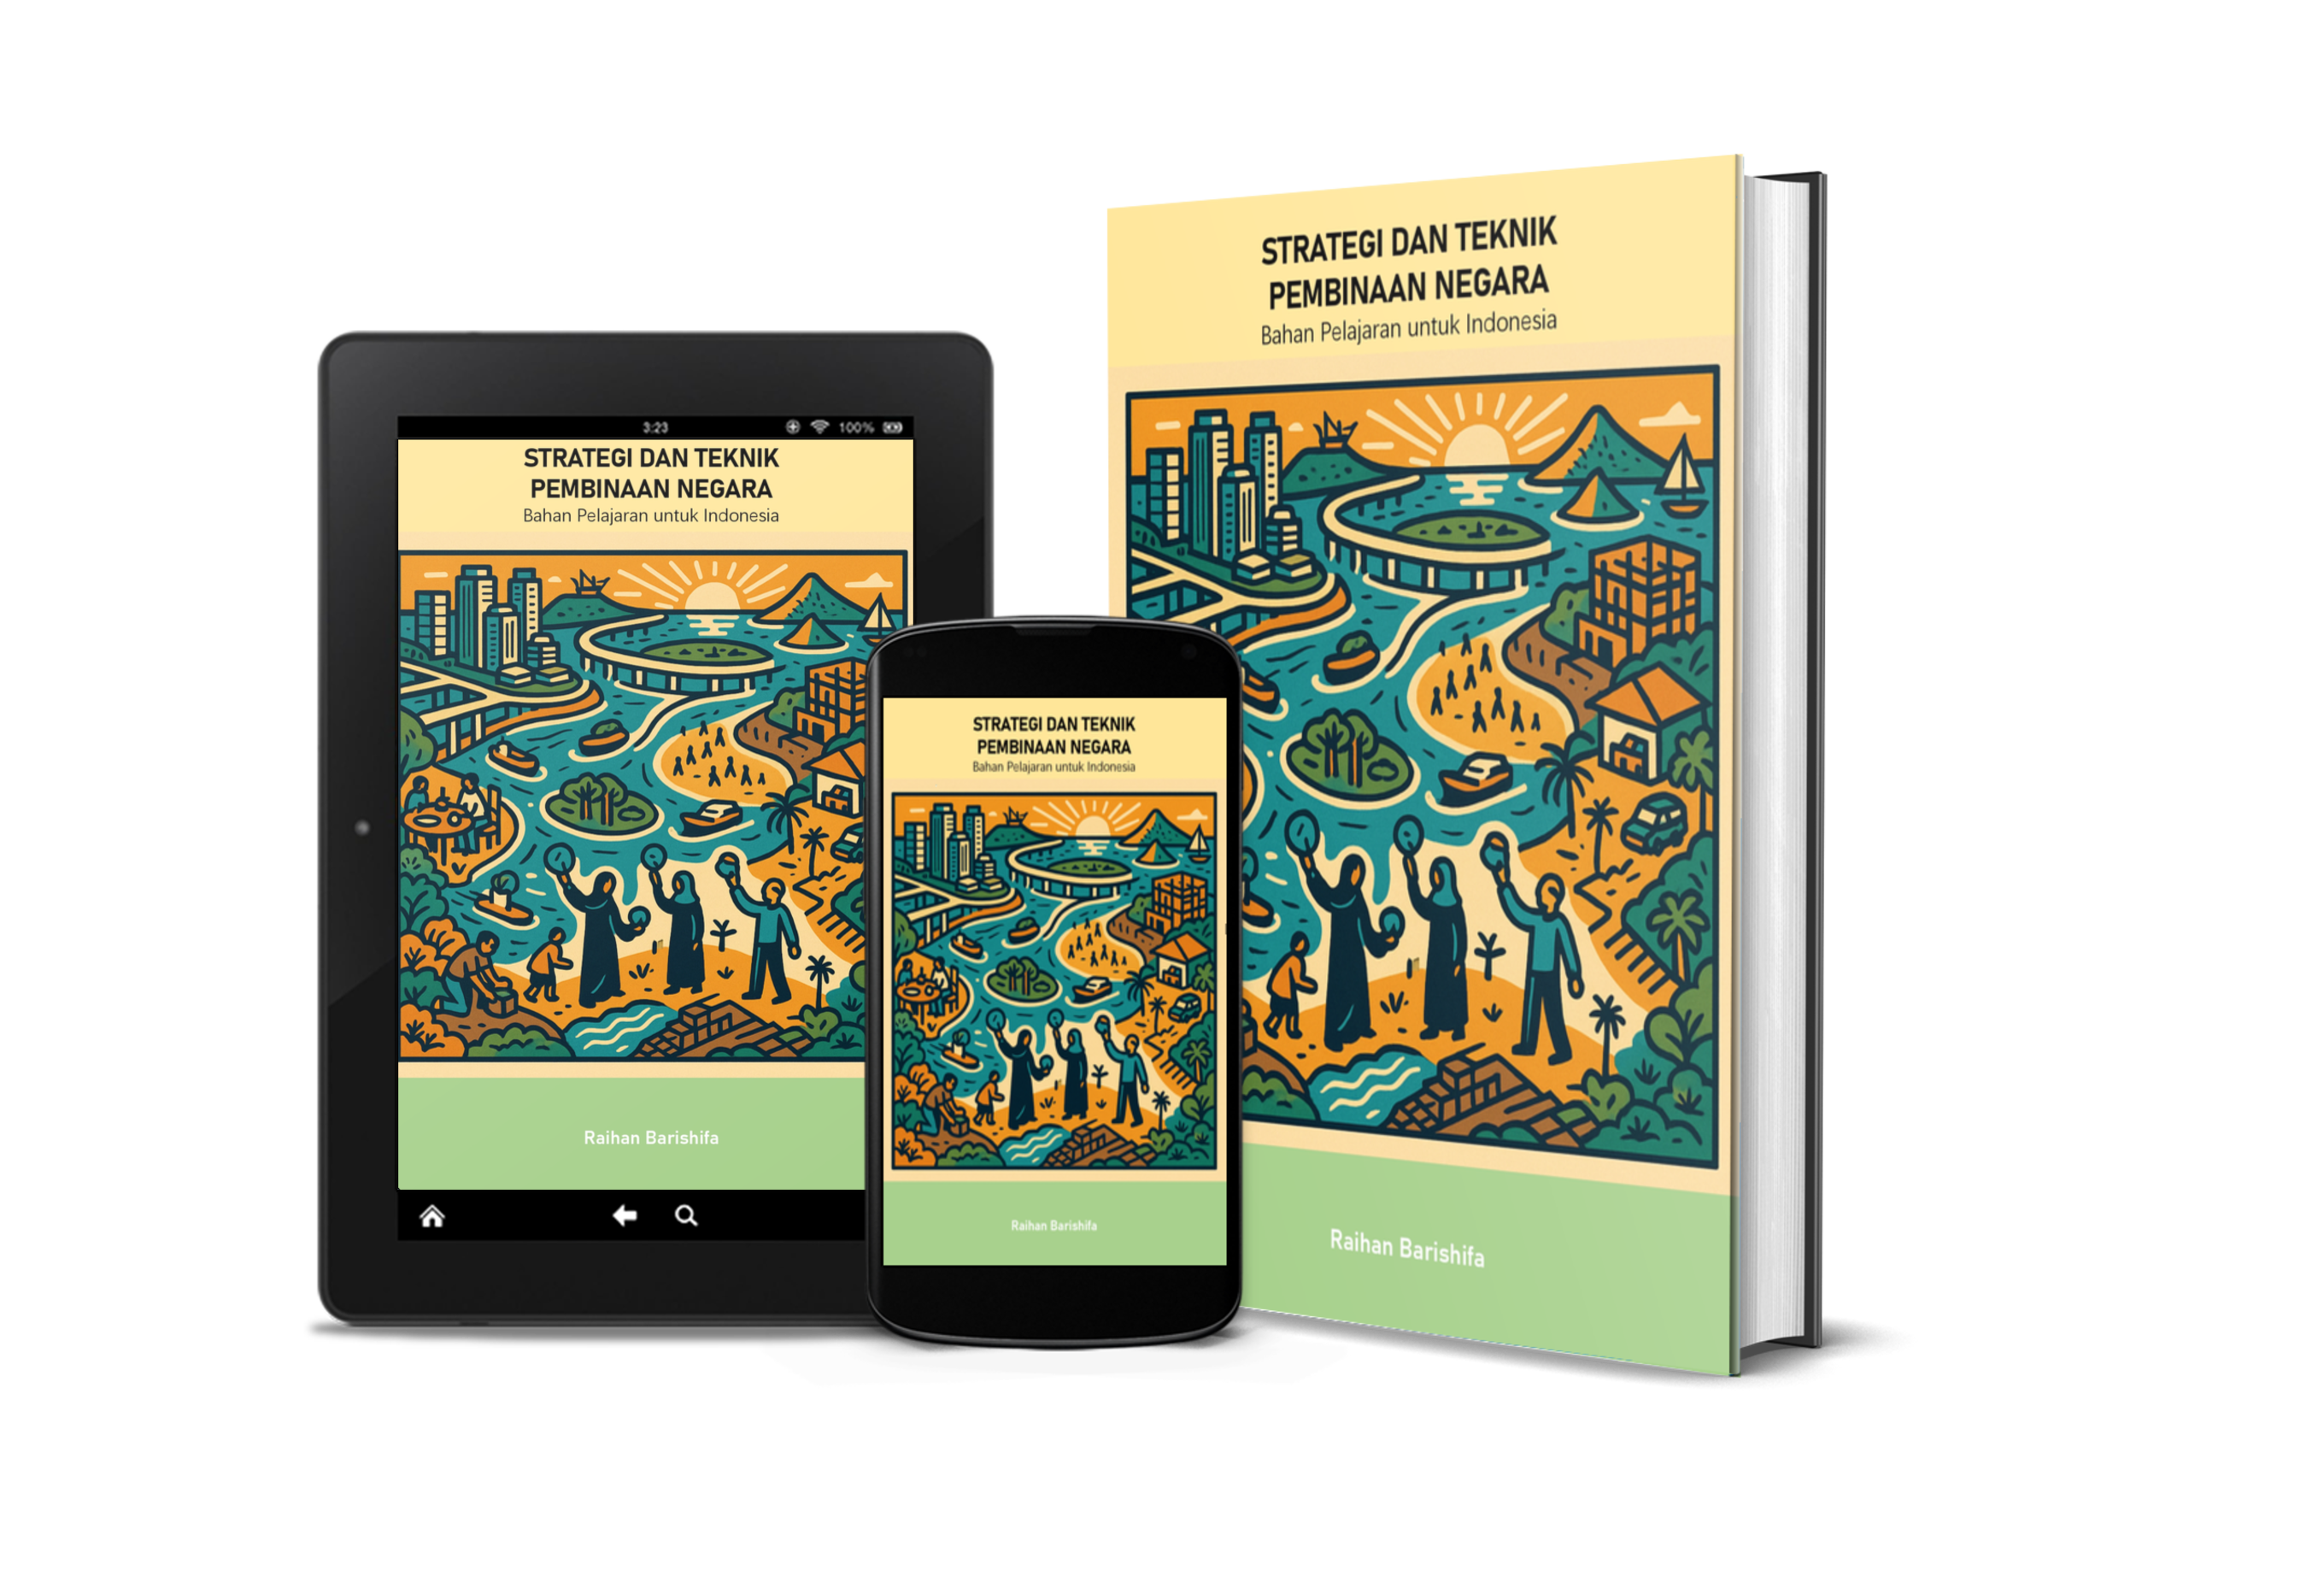 3:23
100%
STRATEGI DAN TEKNIK
PEMBINAAN NEGARA
Bahan Pelajaran untuk Indonesia
Raihan Barishifa
STRATEGI DAN TEKNIK
PEMBINAAN NEGARA
Bahan Pelajaran untuk Indonesia
Raihan Barishifa
STRATEGI DAN TEKNIK
PEMBINAAN NEGARA
Bahan Pelajaran untuk Indonesia
Raihan Barishifa